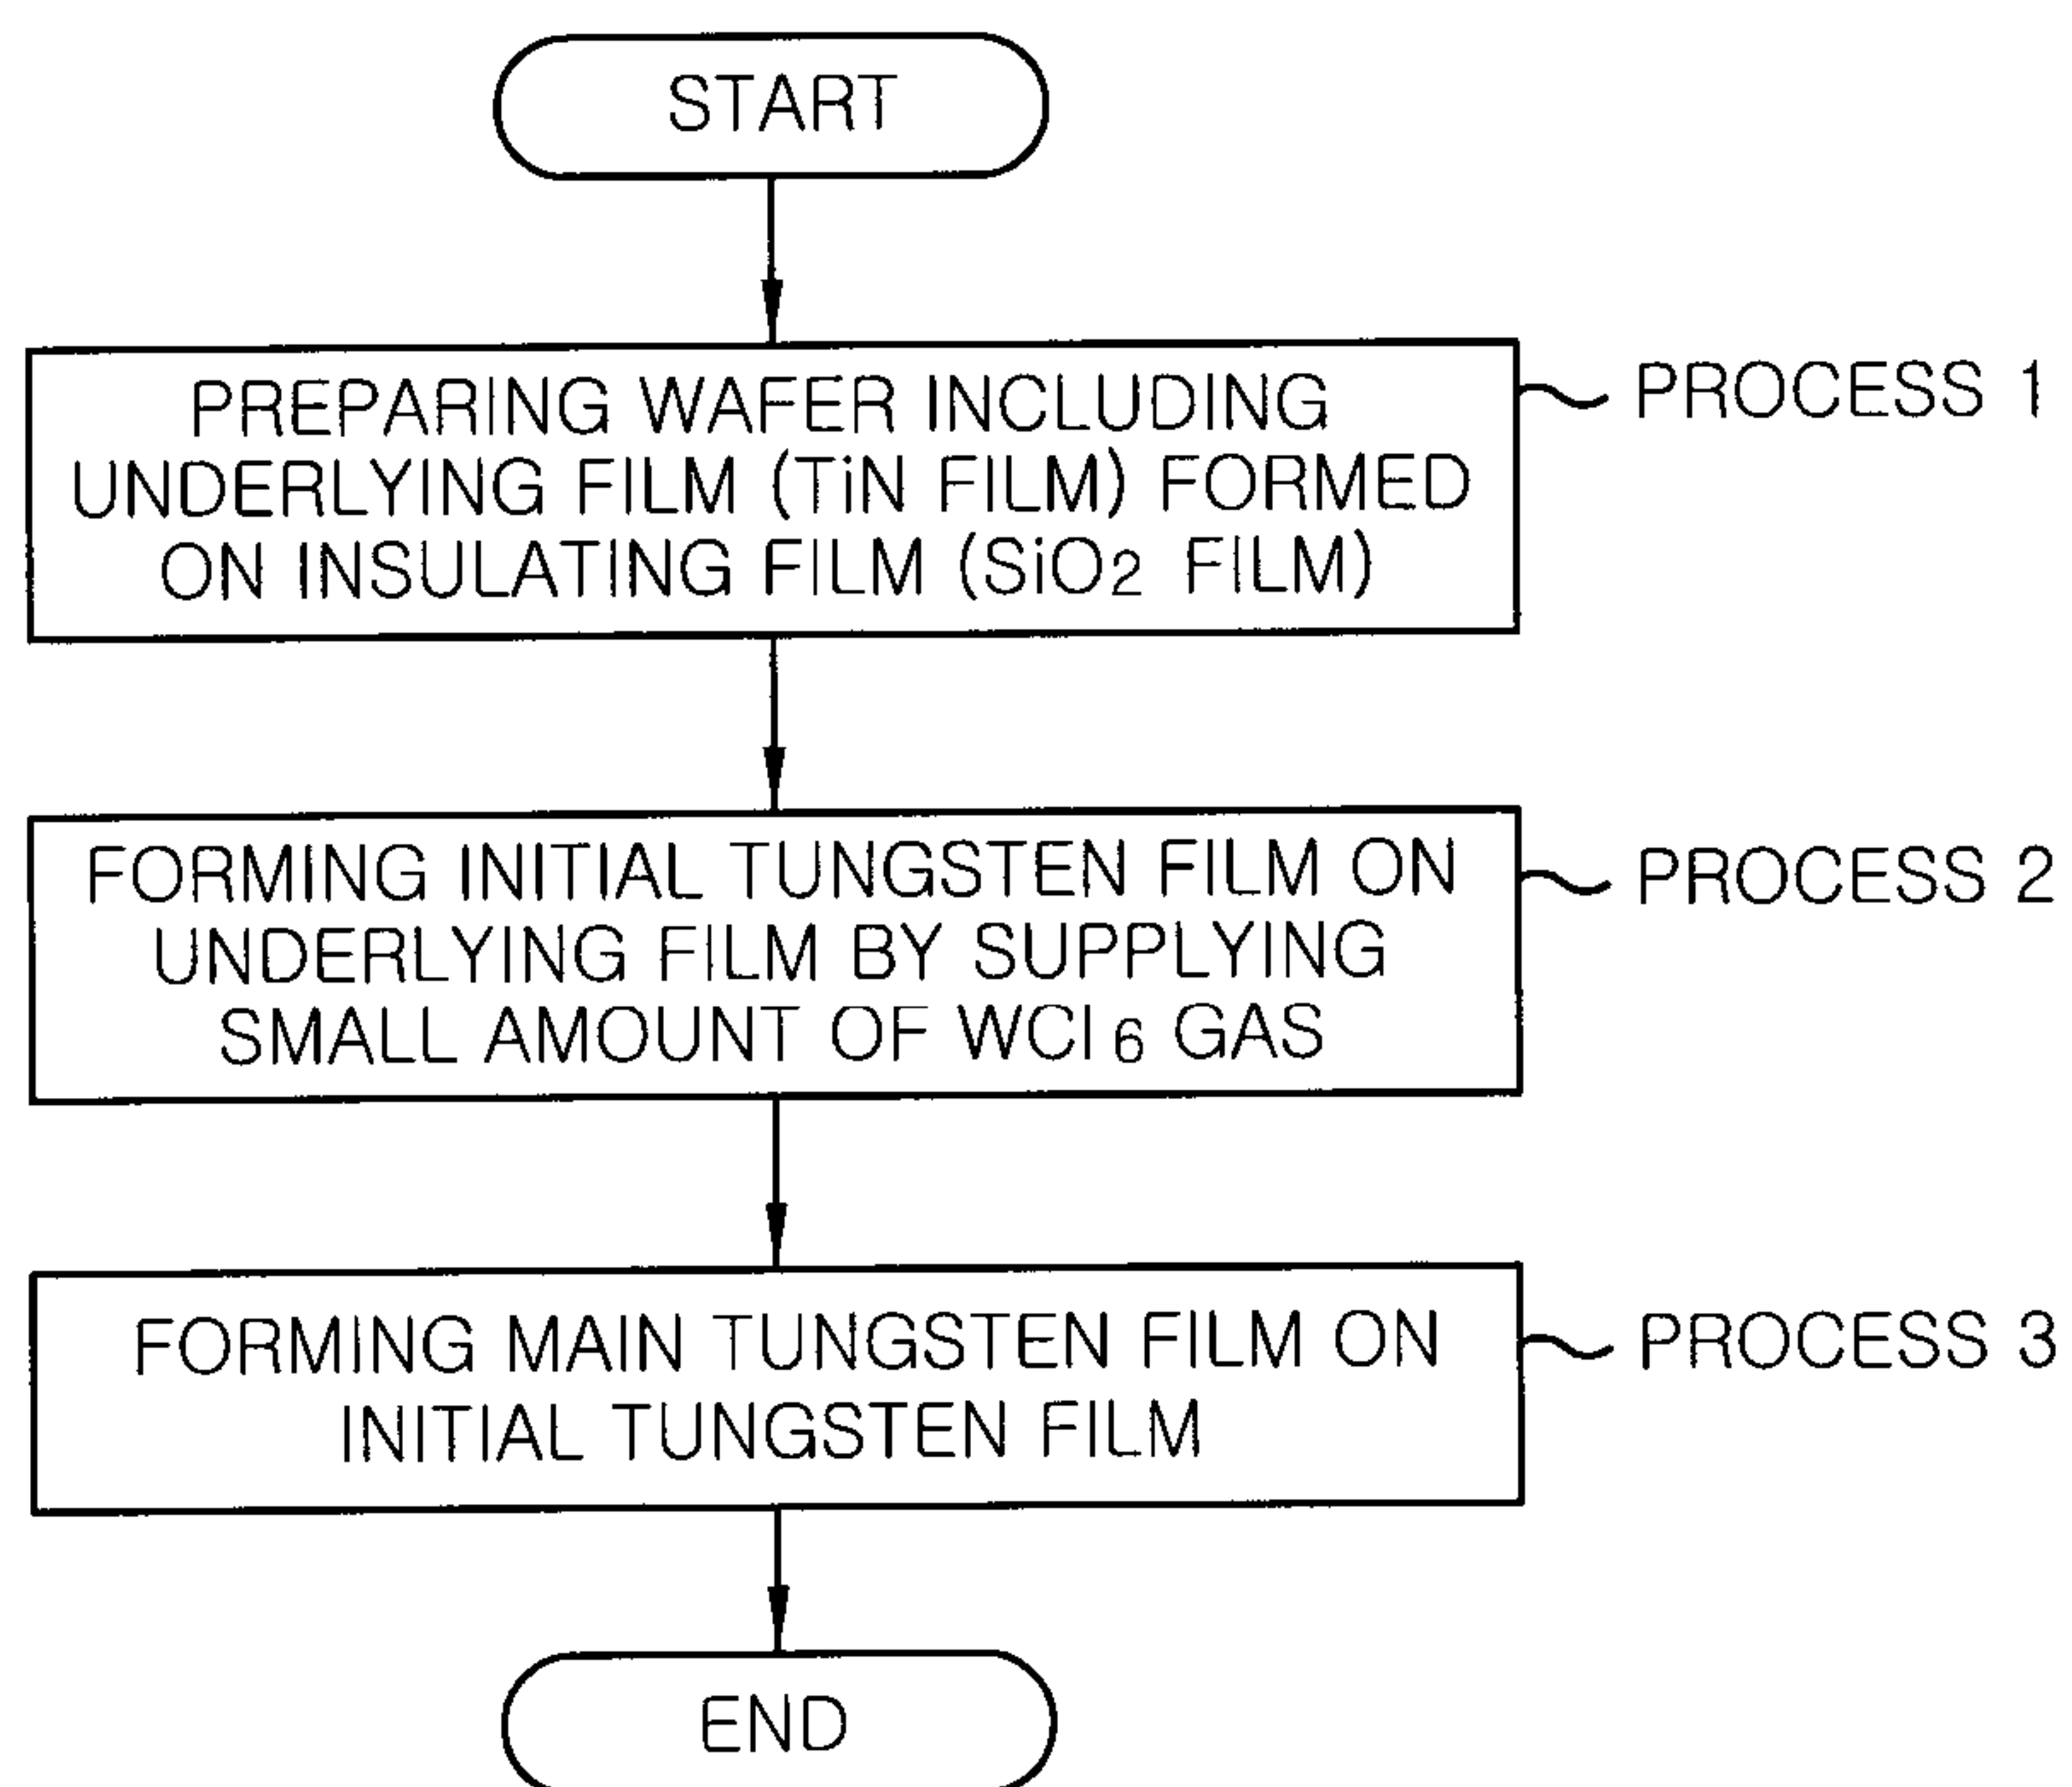 START
PREPARING WAFER INCLUDING
UNDERLYING FILM (TiN FILM) FORMED
ON INSULATING FILM (SiO2 FILM)
PROCESS 1
FORMING INITIAL TUNGSTEN FILM ON
UNDERLYING FILM BY SUPPLYING
SMALL AMOUNT OF WCl6 GAS
PROCESS 2
FORMING MAIN TUNGSTEN FILM ON
INITIAL TUNGSTEN FILM
PROCESS 3
END